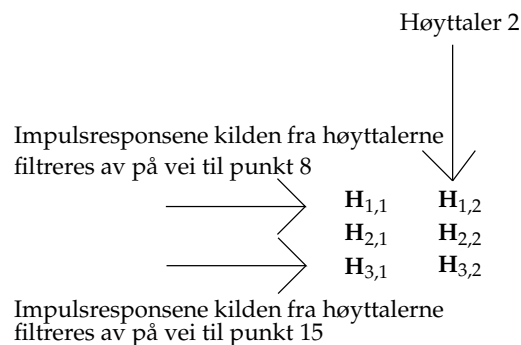 Høyttaler 2
Impulsresponsene kilden fra høyttalerne
filtreres av på vei til punkt 8
H1,1 H1,2
H2,1 H2,2
H3,1 H3,2
Impulsresponsene kilden fra høyttalerne
filtreres av på vei til punkt 15